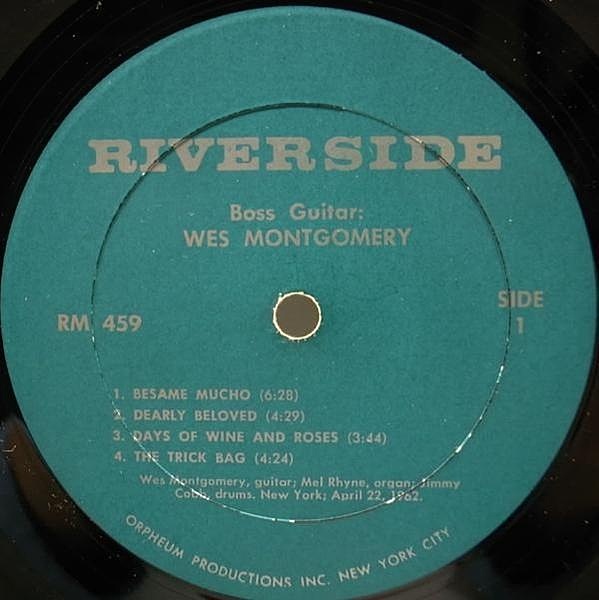 RIVERSIDE
Boss Guitar:
WES MONTGOMERY
RM 459
SIDE
1
1. BESAME MUCHO (6:28)
2. DEARLY BELOVED (4:29)
3. DAYS OF WINE AND ROSES (3:44)
4. THE TRICK BAG (4:24)
Wes Montgomery, guitar; Mel Rhyne, organ; Jimmy
Cobb, drums. New York; April 22, 1962.
ORPHEUM PRODUCTIONS INC. NEW YORK CITY